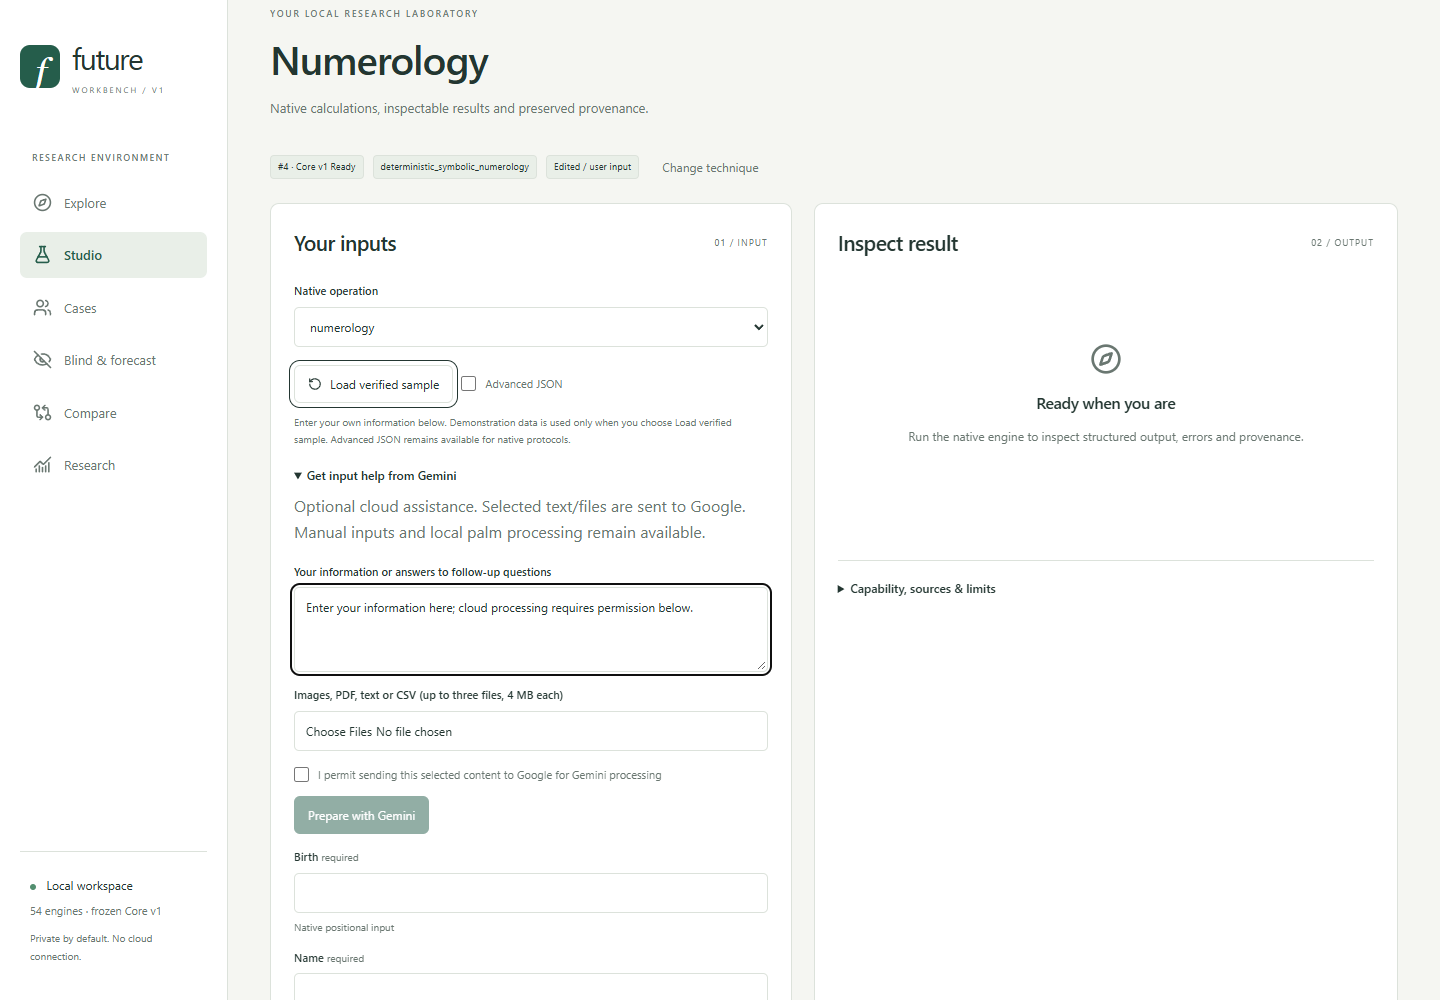 f future
WORKBENCH / V1
RESEARCH ENVIRONMENT
Explore
Studio
Cases
Blind & forecast
Compare
Research
Local workspace
54 engines · frozen Core v1
Private by default. No cloud
connection.
YOUR LOCAL RESEARCH LABORATORY
Numerology
Native calculations, inspectable results and preserved provenance.
#4 · Core v1 Ready
deterministic_symbolic_numerology
Edited / user input
Change technique
Your inputs
01 / INPUT
Native operation
numerology
Load verified sample
Advanced JSON
Enter your own information below. Demonstration data is used only when you choose Load verified
sample. Advanced JSON remains available for native protocols.
Get input help from Gemini
Optional cloud assistance. Selected text/files are sent to Google.
Manual inputs and local palm processing remain available.
Your information or answers to follow-up questions
Enter your information here; cloud processing requires permission below.
Images, PDF, text or CSV (up to three files, 4 MB each)
Choose Files No file chosen
I permit sending this selected content to Google for Gemini processing
Prepare with Gemini
Birth required
Native positional input
Name required
Inspect result
02 / OUTPUT
Ready when you are
Run the native engine to inspect structured output, errors and provenance.
Capability, sources & limits